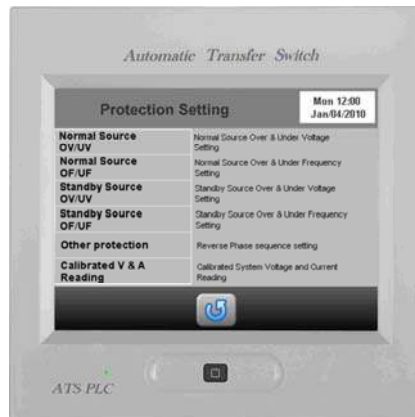 Automatic Transfer Switch
Protection Setting
Mon 12:00
Jan/04/2010
Normal Source
OV/UV
Normal Source Over & Under Voltage
Setting
Normal Source
OF/UF
Normal Source Over & Under Frequency
Setting
Standby Source
OV/UV
Standby Source Over & Under Voltage
Setting
Standby Source
OF/UF
Standby Source Over & Under Frequency
Setting
Other protection
Reverse Phase sequence setting
Calibrated V & A
Reading
Calibrated System Voltage and Current
Reading
ATS PLC